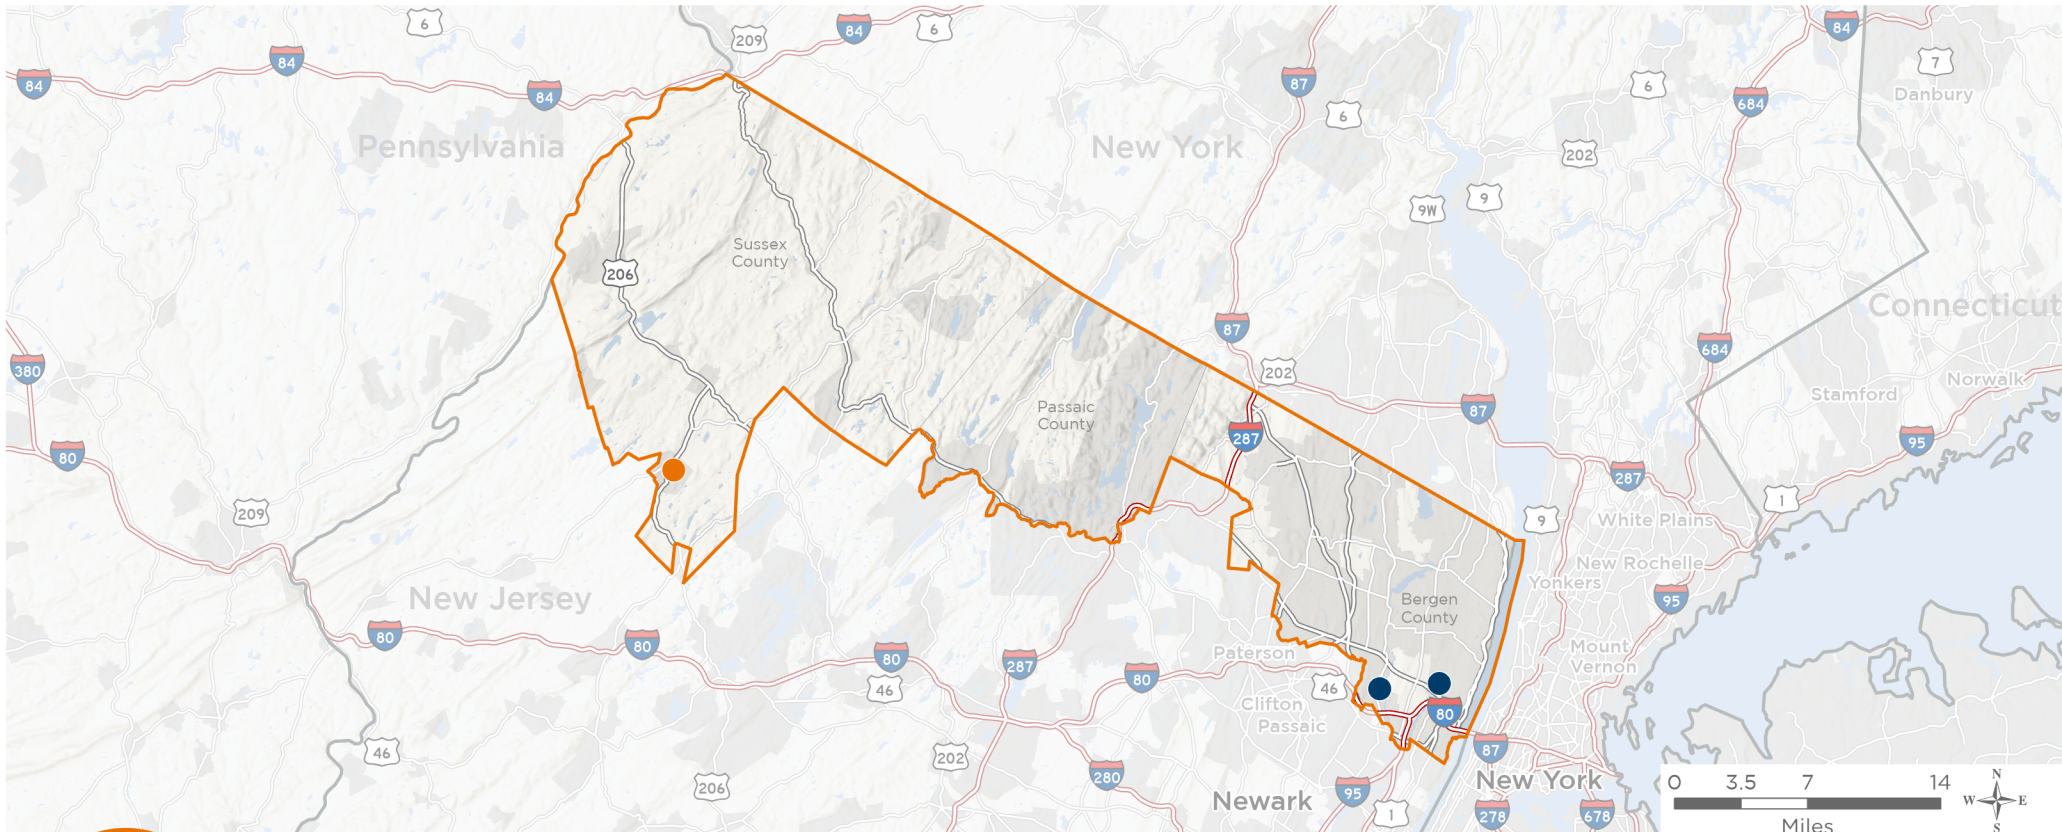 6
84
209
84
6
84
84
87
6
84
7
Danbury
684
6
202
Pennsylvania
New York
9W
9
Sussex
County
206
Connecticut
87
380
684
202
Norwalk
Stamford
Passaic
County
87
287
95
80
287
209
1
9
White Plains
New Rochelle
Yonkers
New Jersey
Bergen
County
95
80
80
Paterson
Mount
Vernon
80
287
80
46
46
Clifton
Passaic
80
46
202
87
280
206
Newark
95
New York
1
278
678
0
3.5
7
14
Miles
N
W
E
S